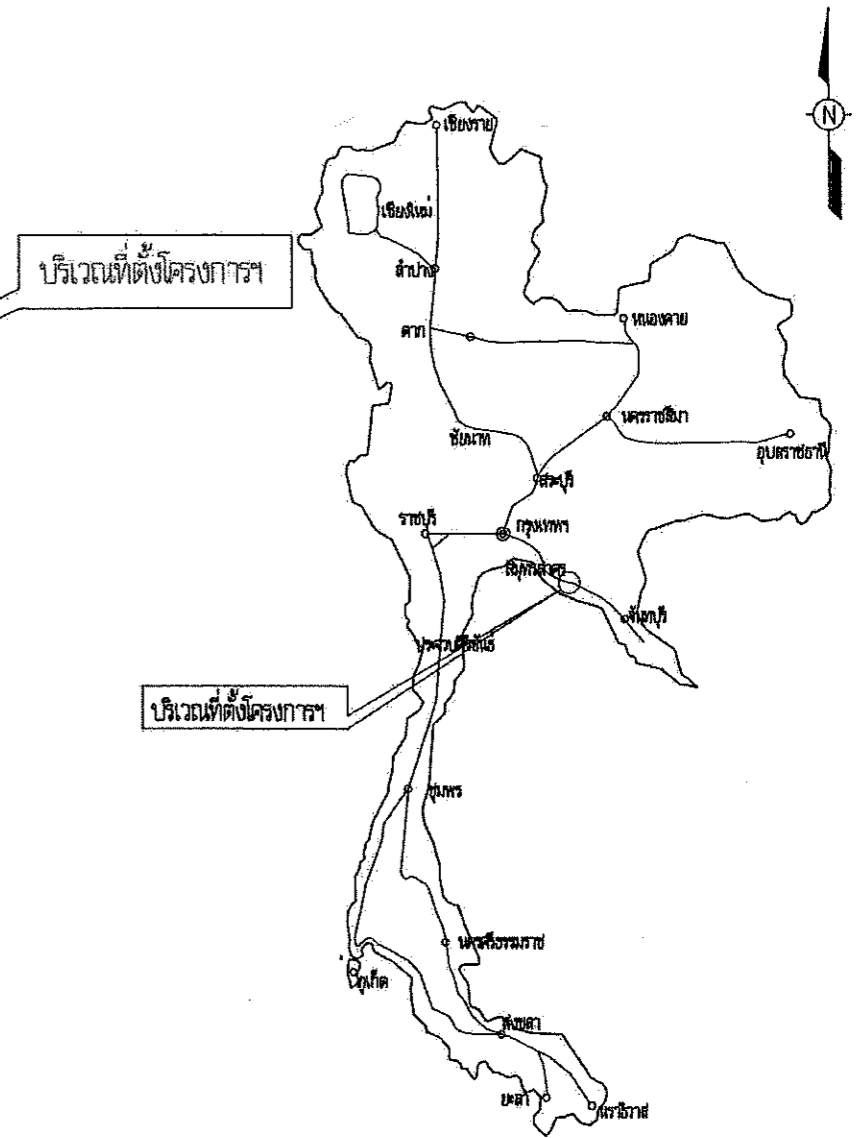 N
เชียงราย
เชียงใหม่
บริเวณที่ตั้งโครงการฯ
ลำปาง
หนองคาย
ตาก
นครราชสีมา
ชัยนาท
อุบลราชธานี
สระบุรี
ราชบุรี
กรุงเทพฯ
สมุทรสาคร
จันทบุรี
ประจวบคีรีขันธ์
บริเวณที่ตั้งโครงการฯ
ชุมพร
นครศรีธรรมราช
ภูเก็ต
สงขลา
ยะลา
นราธิวาส